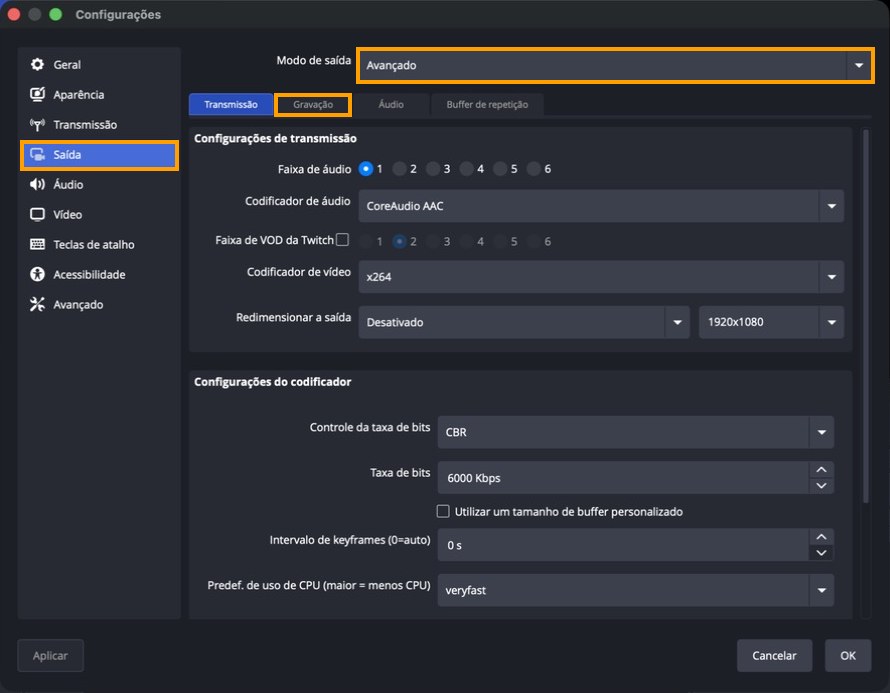 Configurações
Geral
Aparência
Transmissão
Saída
Áudio
Vídeo
Teclas de atalho
Acessibilidade
Avançado
Modo de saída Avançado
Transmissão Gravação Áudio Buffer de repetição
Configurações de transmissão
Faixa de áudio 1 2 3 4 5 6
Codificador de áudio CoreAudio AAC
Faixa de VOD da Twitch 1 2 3 4 5 6
Codificador de vídeo x264
Redimensionar a saída Desativado 1920x1080
Configurações do codificador
Controle da taxa de bits CBR
Taxa de bits 6000 Kbps
Utilizar um tamanho de buffer personalizado
Intervalo de keyframes (0=auto) 0 s
Predef. de uso de CPU (maior = menos CPU) veryfast
Aplicar Cancelar OK